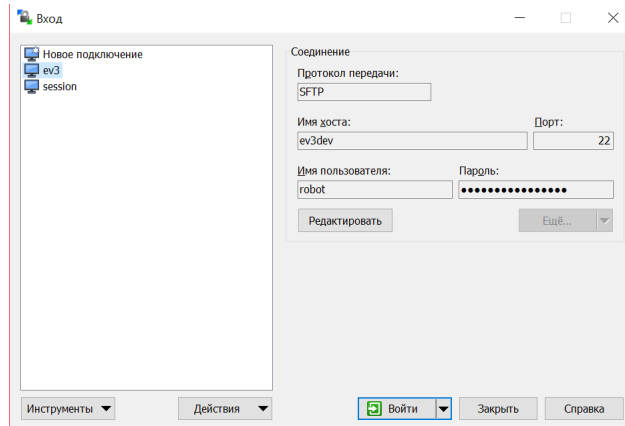 Вход
Новое подключение
ev3
session
Соединение
Протокол передачи:
SFTP
Имя хоста:
Порт:
ev3dev
22
Имя пользователя:
Пароль:
robot
••••••••••••••••
Редактировать
Ещё...
Инструменты
Действия
Войти
Закрыть
Справка